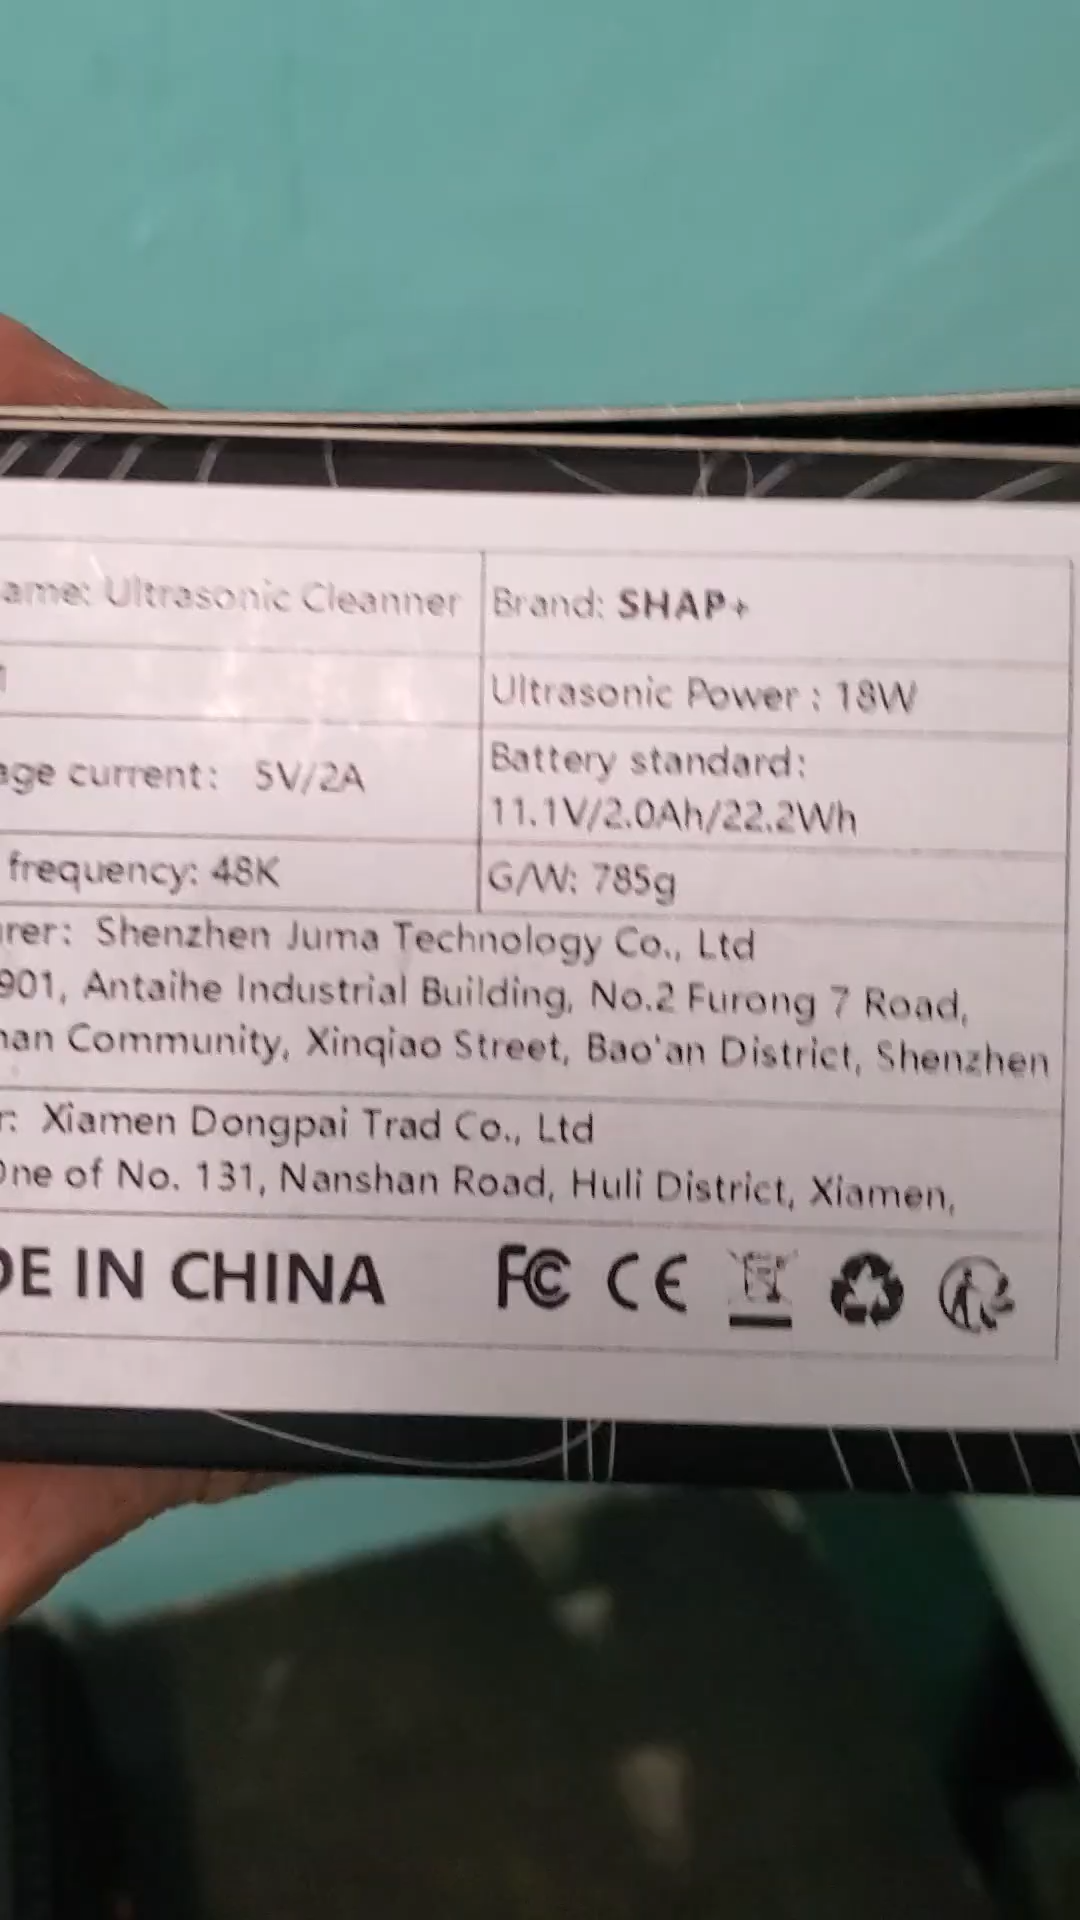 ame: Ultrasonic Cleanner
Brand: SHAP+
1
Ultrasonic Power : 18W
age current: 5V/2A
Battery standard:
11.1V/2.0Ah/22.2Wh
frequency: 48K
G/W: 785g
urer: Shenzhen Juma Technology Co., Ltd
901, Antaihe Industrial Building, No.2 Furong 7 Road,
nan Community, Xinqiao Street, Bao'an District, Shenzhen
r: Xiamen Dongpai Trad Co., Ltd
One of No. 131, Nanshan Road, Huli District, Xiamen,
DE IN CHINA
FC CE